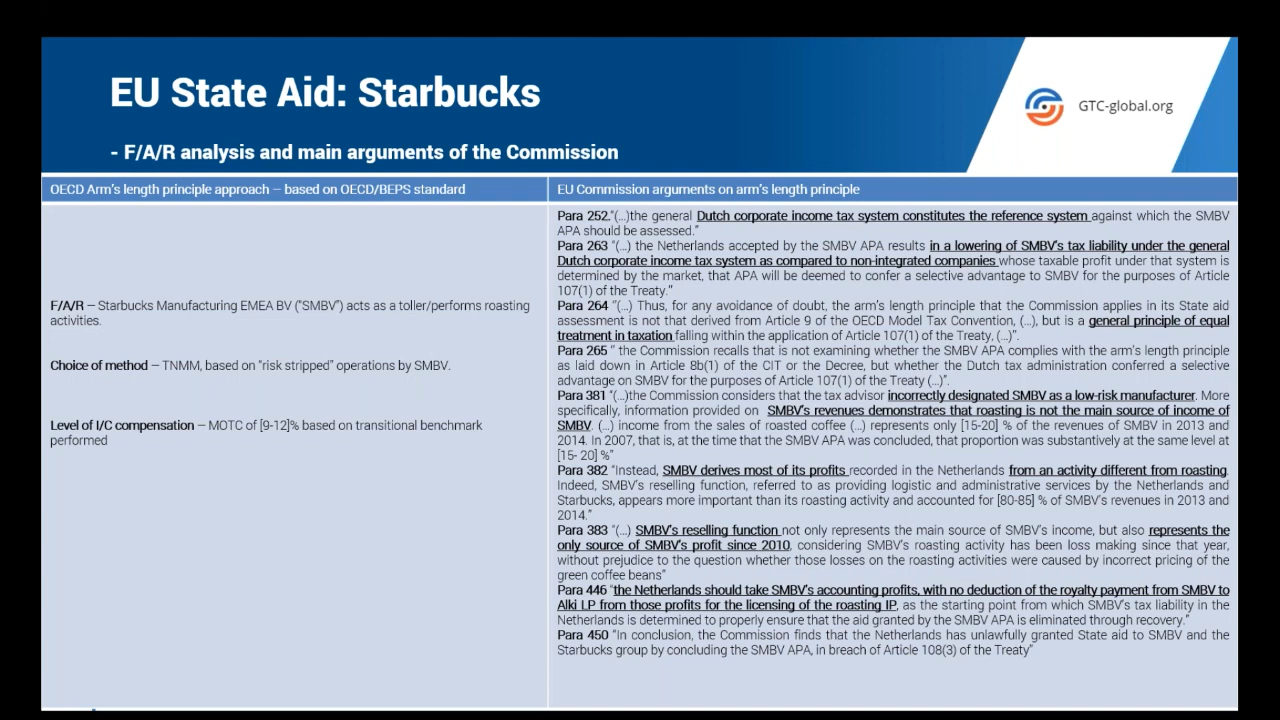 EU State Aid: Starbucks
GTC-global.org
- F/A/R analysis and main arguments of the Commission
OECD Arm's length principle approach – based on OECD/BEPS standard
EU Commission arguments on arm's length principle
F/A/R – Starbucks Manufacturing EMEA BV ("SMBV") acts as a toller/performs roasting
activities.
Choice of method – TNMM, based on "risk stripped" operations by SMBV.
Level of I/C compensation – MOTC of [9-12]% based on transitional benchmark
performed
Para 252."(...)the general Dutch corporate income tax system constitutes the reference system against which the SMBV
APA should be assessed."
Para 263 "(...) the Netherlands accepted by the SMBV APA results in a lowering of SMBV's tax liability under the general
Dutch corporate income tax system as compared to non-integrated companies whose taxable profit under that system is
determined by the market, that APA will be deemed to confer a selective advantage to SMBV for the purposes of Article
107(1) of the Treaty."
Para 264 "(...) Thus, for any avoidance of doubt, the arm's length principle that the Commission applies in its State aid
assessment is not that derived from Article 9 of the OECD Model Tax Convention, (...), but is a general principle of equal
treatment in taxation falling within the application of Article 107(1) of the Treaty, (...)".
Para 265 " the Commission recalls that is not examining whether the SMBV APA complies with the arm's length principle
as laid down in Article 8b(1) of the CIT or the Decree, but whether the Dutch tax administration conferred a selective
advantage on SMBV for the purposes of Article 107(1) of the Treaty (...)".
Para 381 "(...)the Commission considers that the tax advisor incorrectly designated SMBV as a low-risk manufacturer. More
specifically, information provided on SMBV's revenues demonstrates that roasting is not the main source of income of
SMBV. (...) income from the sales of roasted coffee (...) represents only [15-20] % of the revenues of SMBV in 2013 and
2014. In 2007, that is, at the time that the SMBV APA was concluded, that proportion was substantively at the same level at
[15- 20] %"
Para 382 "Instead, SMBV derives most of its profits recorded in the Netherlands from an activity different from roasting.
Indeed, SMBV's reselling function, referred to as providing logistic and administrative services by the Netherlands and
Starbucks, appears more important than its roasting activity and accounted for [80-85] % of SMBV's revenues in 2013 and
2014."
Para 383 "(...) SMBV's reselling function not only represents the main source of SMBV's income, but also represents the
only source of SMBV's profit since 2010, considering SMBV's roasting activity has been loss making since that year,
without prejudice to the question whether those losses on the roasting activities were caused by incorrect pricing of the
green coffee beans"
Para 446 "the Netherlands should take SMBV's accounting profits, with no deduction of the royalty payment from SMBV to
Alki LP from those profits for the licensing of the roasting IP, as the starting point from which SMBV's tax liability in the
Netherlands is determined to properly ensure that the aid granted by the SMBV APA is eliminated through recovery."
Para 450 "In conclusion, the Commission finds that the Netherlands has unlawfully granted State aid to SMBV and the
Starbucks group by concluding the SMBV APA, in breach of Article 108(3) of the Treaty"